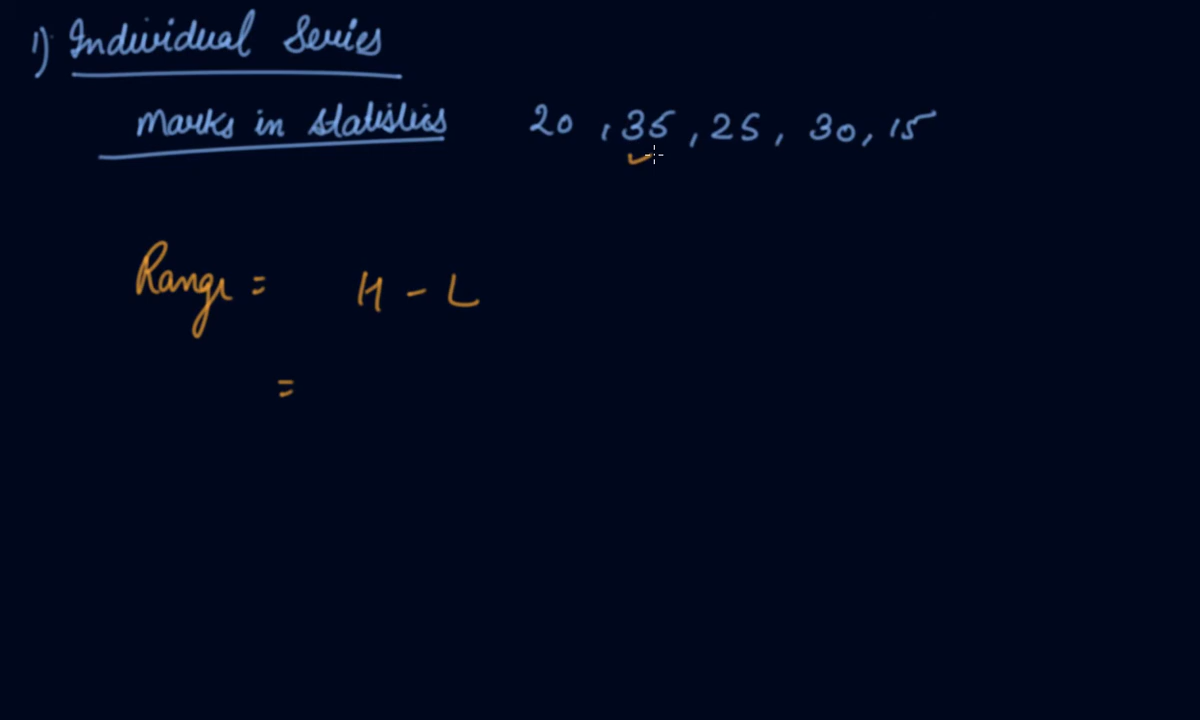 1) Individual Series
Marks in statistics 20 , 35 , 25 , 30 , 15
Range = H - L
=